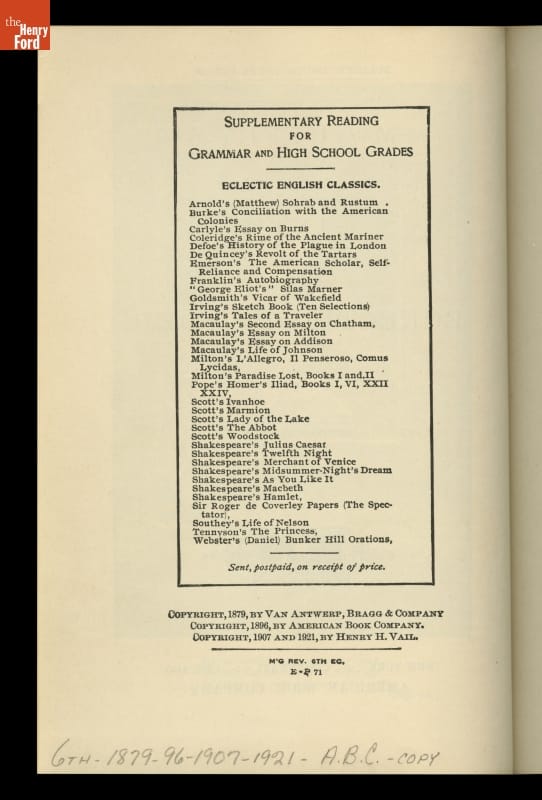 the
Henry
Ford
SUPPLEMENTARY READING
FOR
GRAMMAR AND HIGH SCHOOL GRADES
ECLECTIC ENGLISH CLASSICS.
Arnold's (Matthew) Sohrab and Rustum .
Burke's Conciliation with the American
Colonies
Carlyle's Essay on Burns
Coleridge's Rime of the Ancient Mariner
Defoe's History of the Plague in London
De Quincey's Revolt of the Tartars
Emerson's The American Scholar, Self-
Reliance and Compensation
Franklin's Autobiography
"George Eliot's" Silas Marner
Goldsmith's Vicar of Wakefield
Irving's Sketch Book (Ten Selections)
Irving's Tales of a Traveler
Macaulay's Second Essay on Chatham,
Macaulay's Essay on Milton
Macaulay's Essay on Addison
Macaulay's Life of Johnson
Milton's L'Allegro, Il Penseroso, Comus
Lycidas,
Milton's Paradise Lost, Books I and II
Pope's Homer's Iliad, Books I, VI, XXII
XXIV,
Scott's Ivanhoe
Scott's Marmion
Scott's Lady of the Lake
Scott's The Abbot
Scott's Woodstock
Shakespeare's Julius Caesar
Shakespeare's Twelfth Night
Shakespeare's Merchant of Venice
Shakespeare's Midsummer-Night's Dream
Shakespeare's As You Like It
Shakespeare's Macbeth
Shakespeare's Hamlet,
Sir Roger de Coverley Papers (The Spec-
tator),
Southey's Life of Nelson
Tennyson's The Princess,
Webster's (Daniel) Bunker Hill Orations,
Sent, postpaid, on receipt of price.
COPYRIGHT, 1879, BY VAN ANTWERP, BRAGG & COMPANY
COPYRIGHT, 1896, BY AMERICAN BOOK COMPANY.
COPYRIGHT, 1907 AND 1921, BY HENRY H. VAIL.
M'G REV. 6TH EC.
E-P 71
6TH-1879-96-1907-1921- A.B.C.-COPY